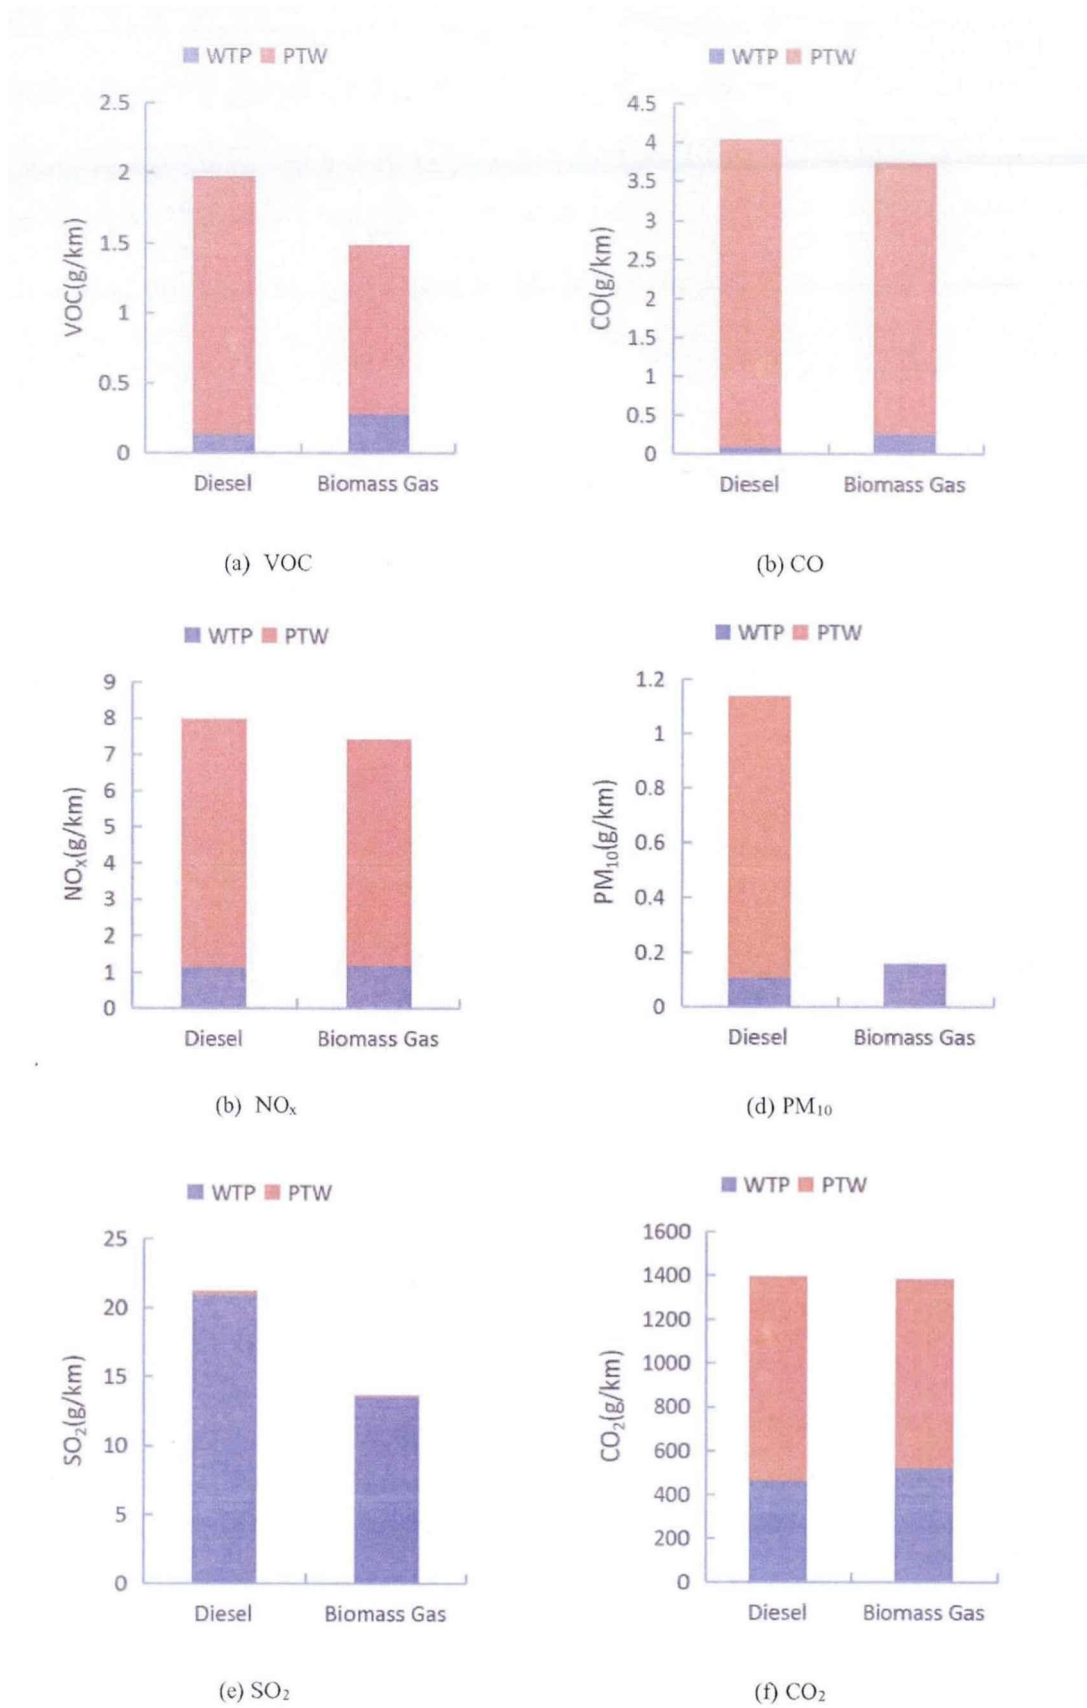 WTP PTW
2.5
2
1.5
1
0.5
0
VOC(g/km)
Diesel Biomass Gas
(a) VOC
WTP PTW
4.5
4
3.5
3
2.5
2
1.5
1
0.5
0
CO(g/km)
Diesel Biomass Gas
(b) CO
WTP PTW
9
8
7
6
5
4
3
2
1
0
NOx(g/km)
Diesel Biomass Gas
(b) NOx
WTP PTW
1.2
1
0.8
0.6
0.4
0.2
0
PM10(g/km)
Diesel Biomass Gas
(d) PM10
WTP PTW
25
20
15
10
5
0
SO2(g/km)
Diesel Biomass Gas
(e) SO2
WTP PTW
1600
1400
1200
1000
800
600
400
200
0
CO2(g/km)
Diesel Biomass Gas
(f) CO2